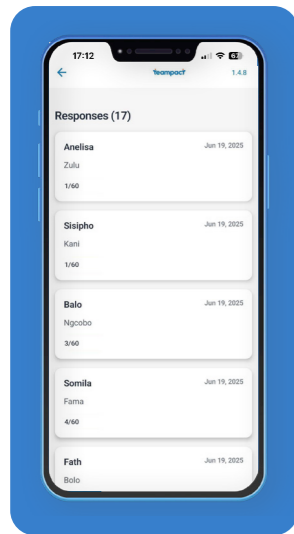 17:12
63
teampact
1.4.8
Responses (17)
Anelisa
Jun 19, 2025
Zulu
1/60
Sisipho
Jun 19, 2025
Kani
1/60
Balo
Jun 19, 2025
Ngcobo
3/60
Somila
Jun 19, 2025
Fama
4/60
Fath
Jun 19, 2025
Bolo